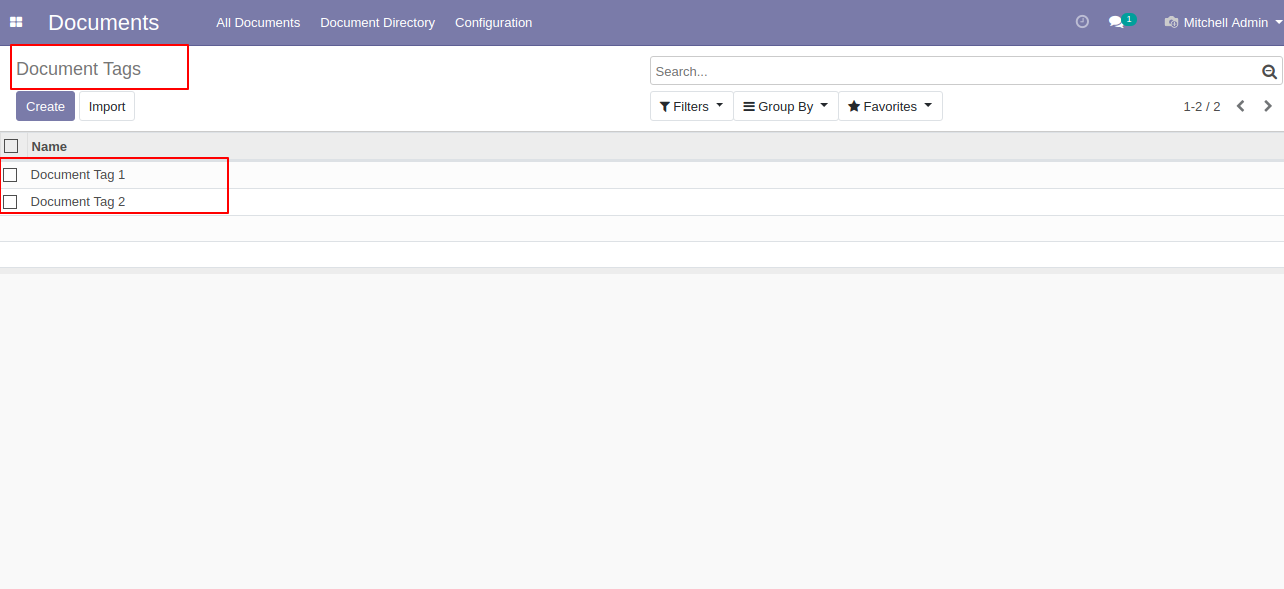 Documents All Documents Document Directory Configuration 1 Mitchell Admin
Document Tags
Search...
Create Import Filters Group By Favorites 1-2 / 2
Name
Document Tag 1
Document Tag 2